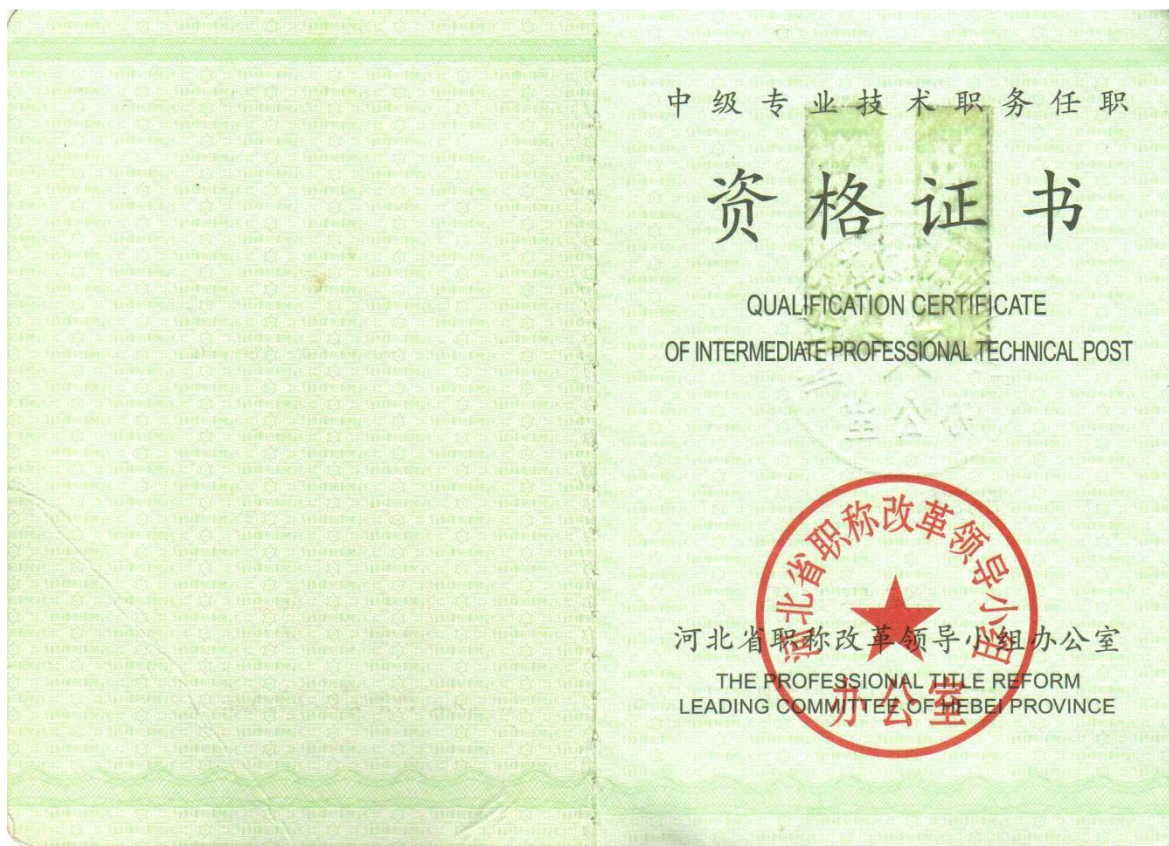 中级专业技术职务任职
资格证书
QUALIFICATION CERTIFICATE
OF INTERMEDIATE PROFESSIONAL TECHNICAL POST
河北省职称改革领导小组
河北省职称改革领导小组办公室
THE PROFESSIONAL TITLE REFORM
LEADING COMMITTEE OF HEBEI PROVINCE
办公室